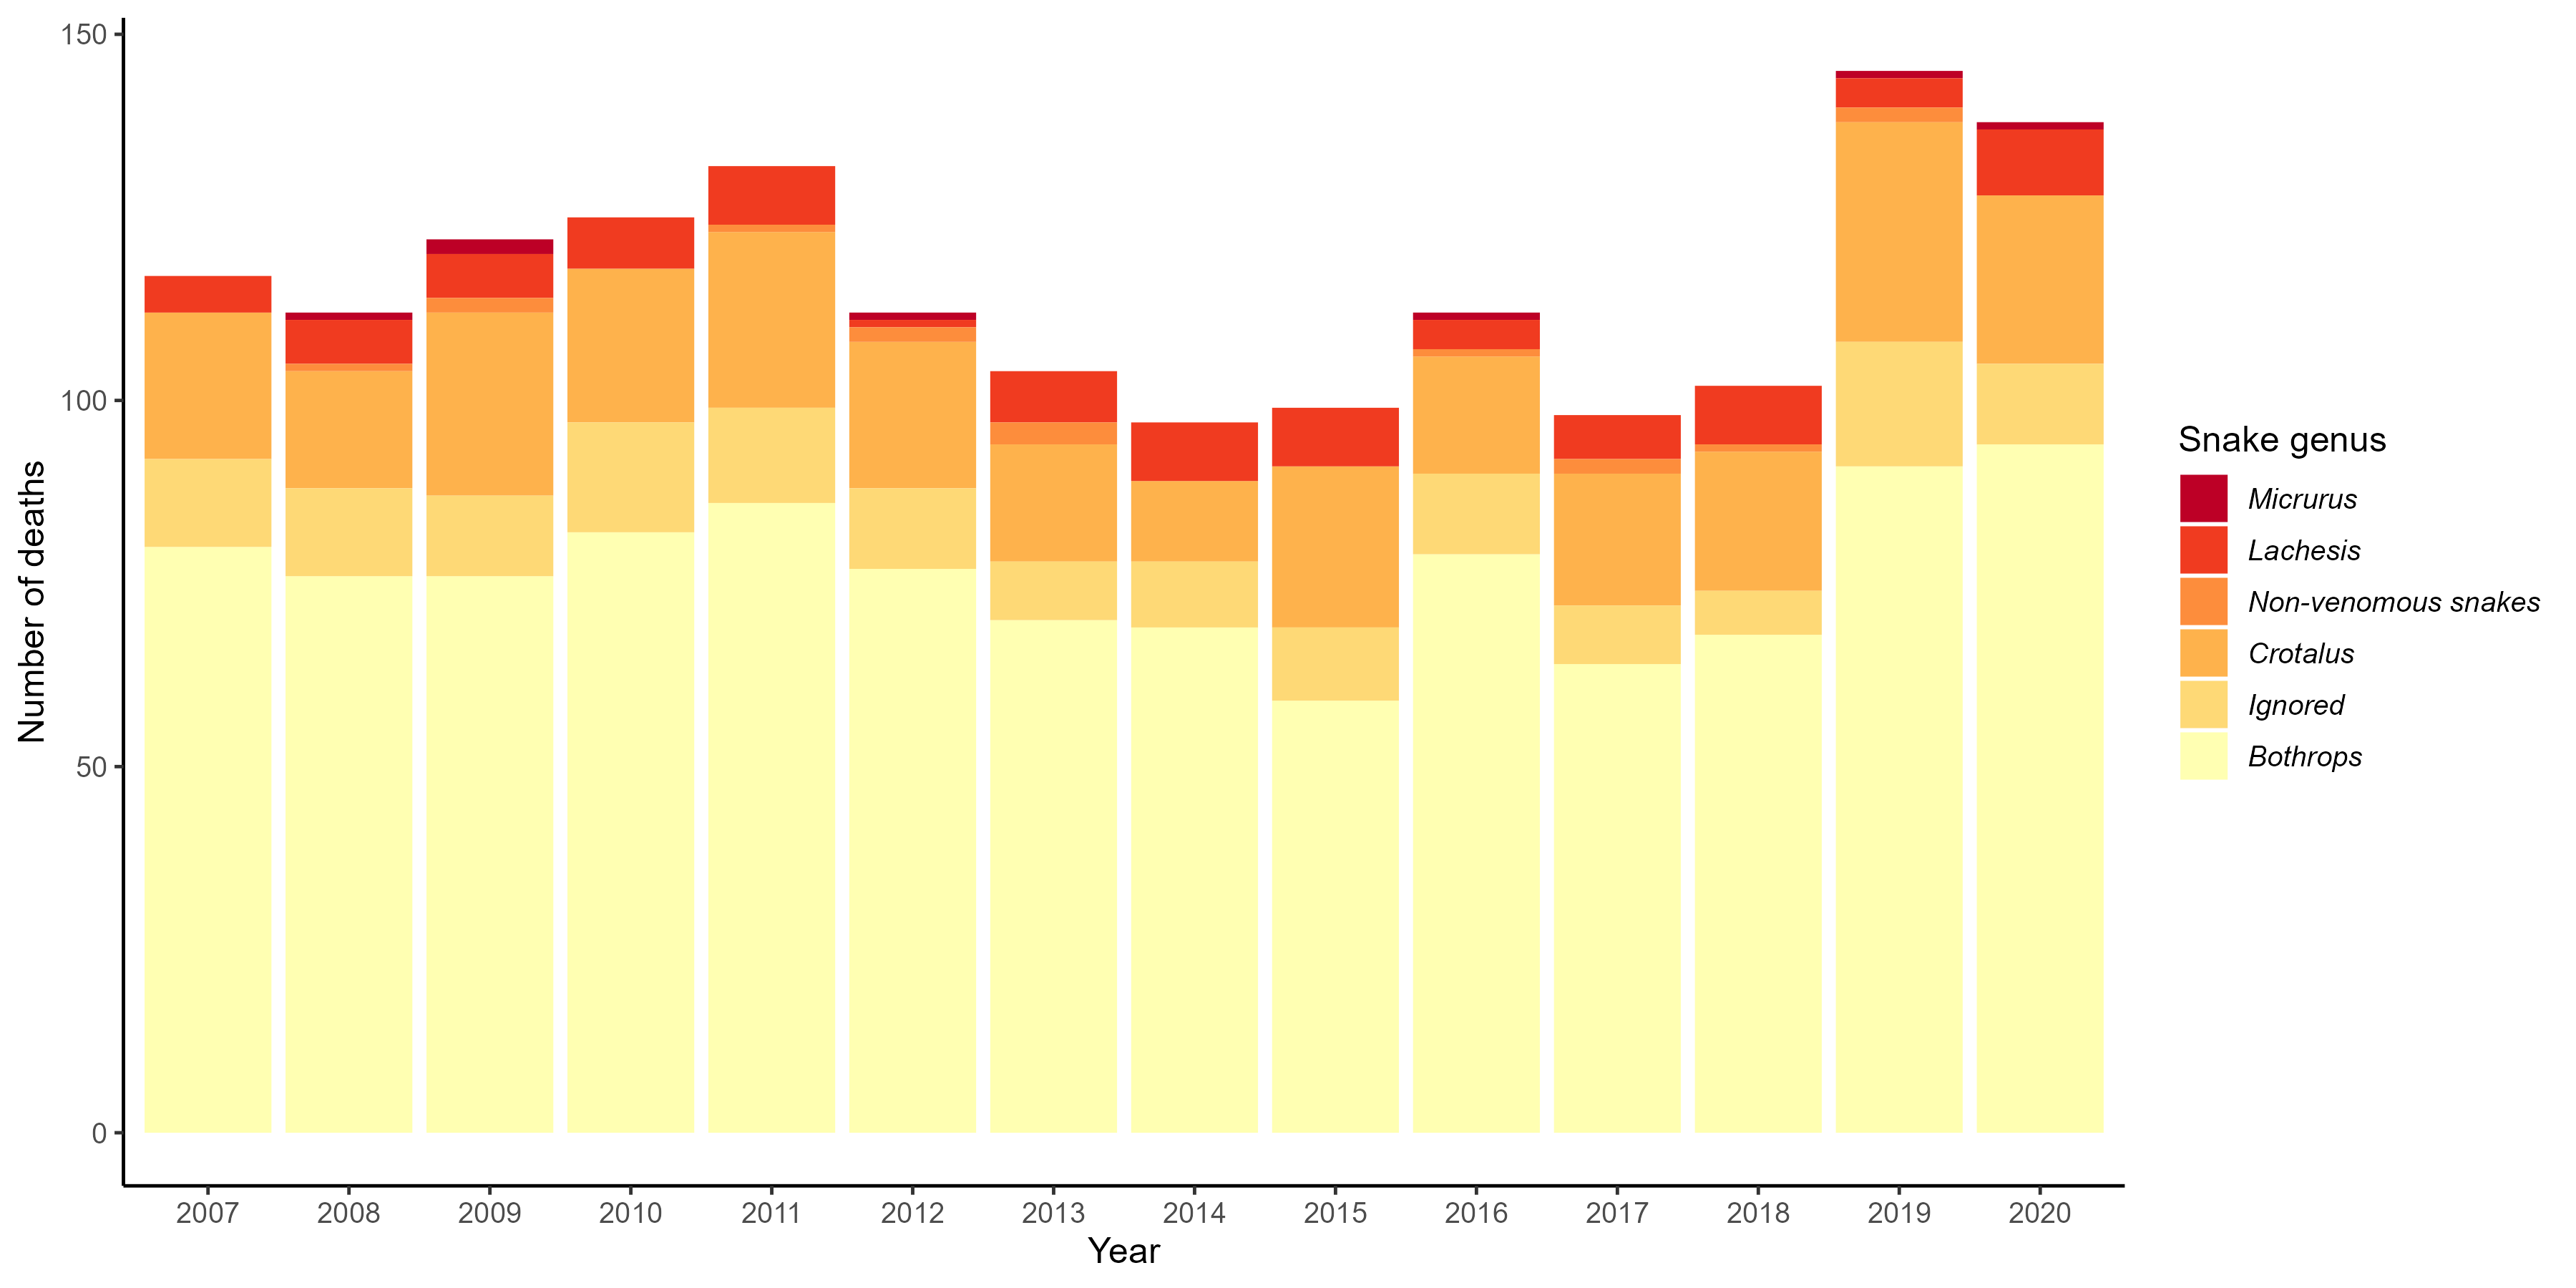 150
100
50
0
Number of deaths
2007 2008 2009 2010 2011 2012 2013 2014 2015 2016 2017 2018 2019 2020
Year
Snake genus
Micrurus
Lachesis
Non-venomous snakes
Crotalus
Ignored
Bothrops